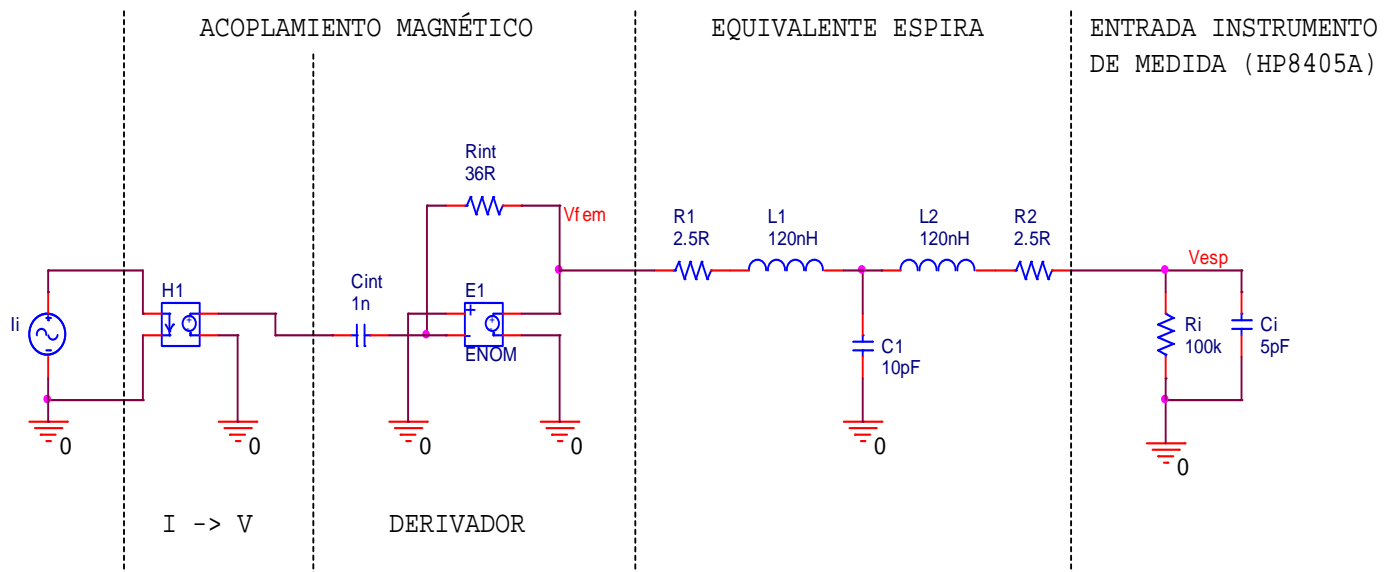 ACOPLAMIENTO MAGNÉTICO
EQUIVALENTE ESPIRA
ENTRADA INSTRUMENTO
DE MEDIDA (HP8405A)
Rint
36R
Vfem
R1
2.5R
L1
120nH
L2
120nH
R2
2.5R
Vesp
Ii
H1
Cint
1n
E1
+
-
ENOM
C1
10pF
Ri
100k
Ci
5pF
0
0
0
0
0
0
I -> V
DERIVADOR